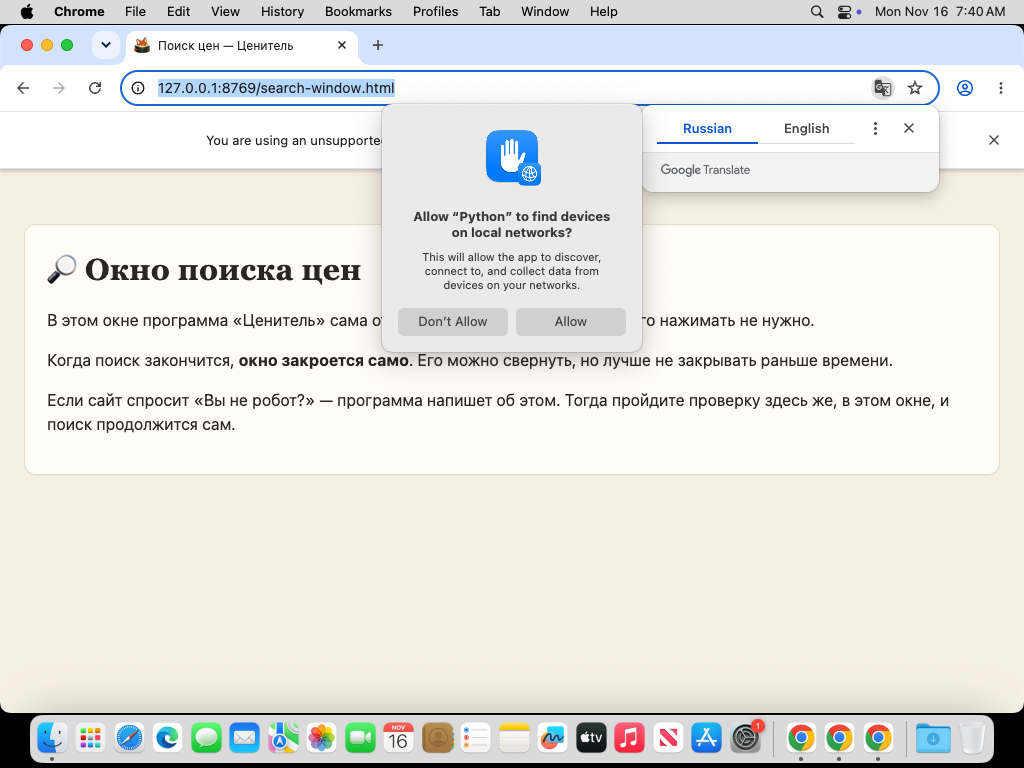 Chrome File Edit View History Bookmarks Profiles Tab Window Help Mon Nov 16 7:40 AM
Поиск цен — Ценитель
127.0.0.1:8769/search-window.html
You are using an unsupporte
Russian English
Google Translate
Allow “Python” to find devices
on local networks?
This will allow the app to discover,
connect to, and collect data from
devices on your networks.
Don’t Allow Allow
Окно поиска цен
В этом окне программа «Ценитель» сама нажимать не нужно.
Когда поиск закончится, окно закроется само. Его можно свернуть, но лучше не закрывать раньше времени.
Если сайт спросит «Вы не робот?» — программа напишет об этом. Тогда пройдите проверку здесь же, в этом окне, и
поиск продолжится сам.
NOV
16
tv
1